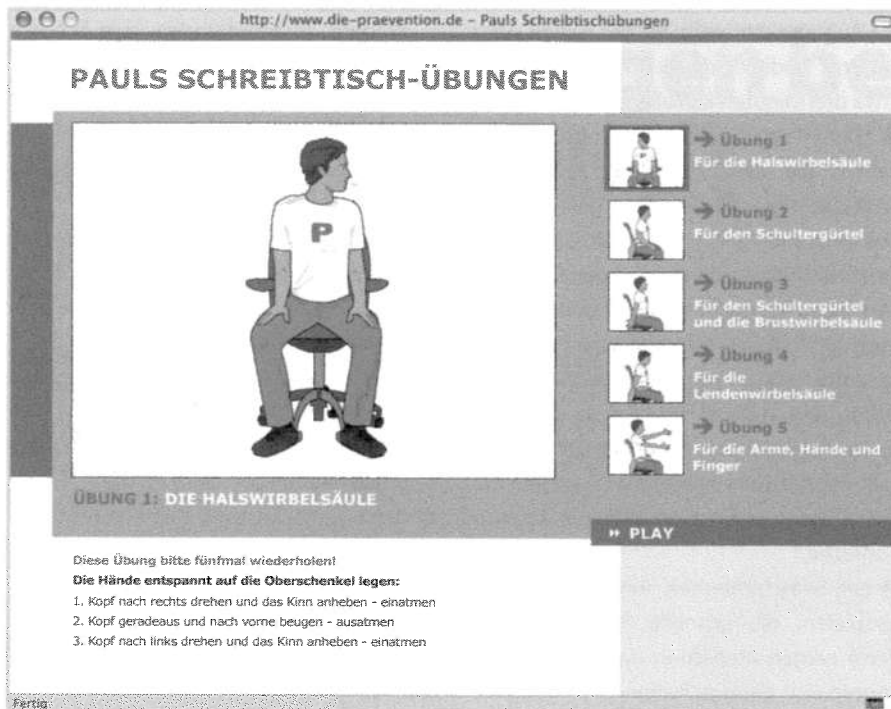 http://www.die-praevention.de – Pauls Schreibtischübungen
PAULS SCHREIBTISCH-ÜBUNGEN
P
ÜBUNG 1: DIE HALSWIRBELSÄULE
→ Übung 1
Für die Halswirbelsäule
→ Übung 2
Für den Schultergürtel
→ Übung 3
Für den Schultergürtel
und die Brustwirbelsäule
→ Übung 4
Für die
Lendenwirbelsäule
→ Übung 5
Für die Arme, Hände und
Finger
PLAY
Diese Übung bitte fünfmal wiederholen!
Die Hände entspannt auf die Oberschenkel legen:
1. Kopf nach rechts drehen und das Kinn anheben - einatmen
2. Kopf geradeaus und nach vorne beugen - ausatmen
3. Kopf nach links drehen und das Kinn anheben - einatmen
Fertig